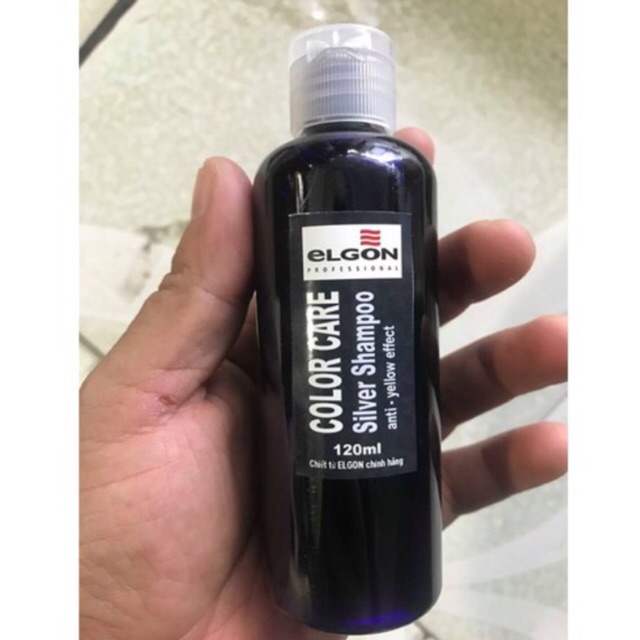 eLGON
PROFESSIONAL
COLOR CARE
Silver Shampoo
anti - yellow effect
120ml
Chiết từ ELGON chính hãng